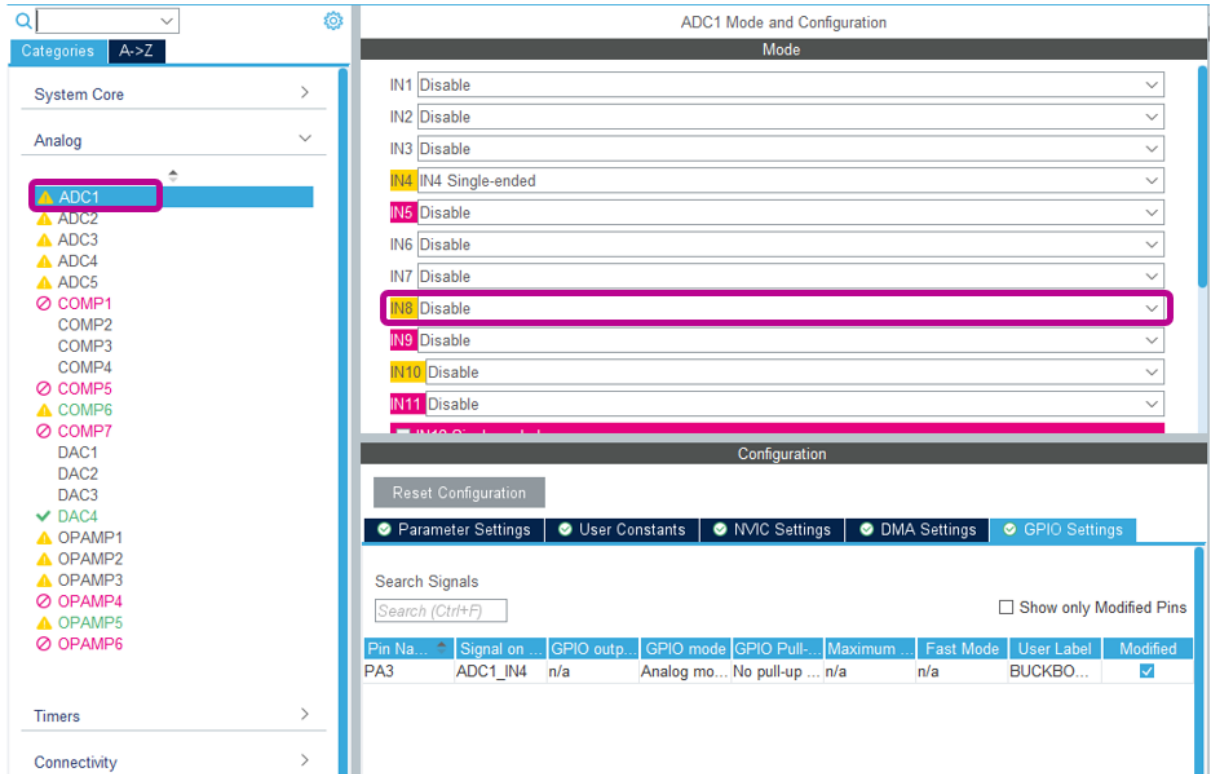 Categories A->Z
System Core
Analog
ADC1
ADC2
ADC3
ADC4
ADC5
COMP1
COMP2
COMP3
COMP4
COMP5
COMP6
COMP7
DAC1
DAC2
DAC3
DAC4
OPAMP1
OPAMP2
OPAMP3
OPAMP4
OPAMP5
OPAMP6
Timers
Connectivity
ADC1 Mode and Configuration
Mode
IN1 Disable
IN2 Disable
IN3 Disable
IN4 IN4 Single-ended
IN5 Disable
IN6 Disable
IN7 Disable
IN8 Disable
IN9 Disable
IN10 Disable
IN11 Disable
Configuration
Reset Configuration
Parameter Settings User Constants NVIC Settings DMA Settings GPIO Settings
Search Signals
Search (Ctrl+F) Show only Modified Pins
Pin Na... Signal on ... GPIO outp... GPIO mode GPIO Pull-... Maximum ... Fast Mode User Label Modified
PA3 ADC1_IN4 n/a Analog mo... No pull-up ... n/a n/a BUCKBO...